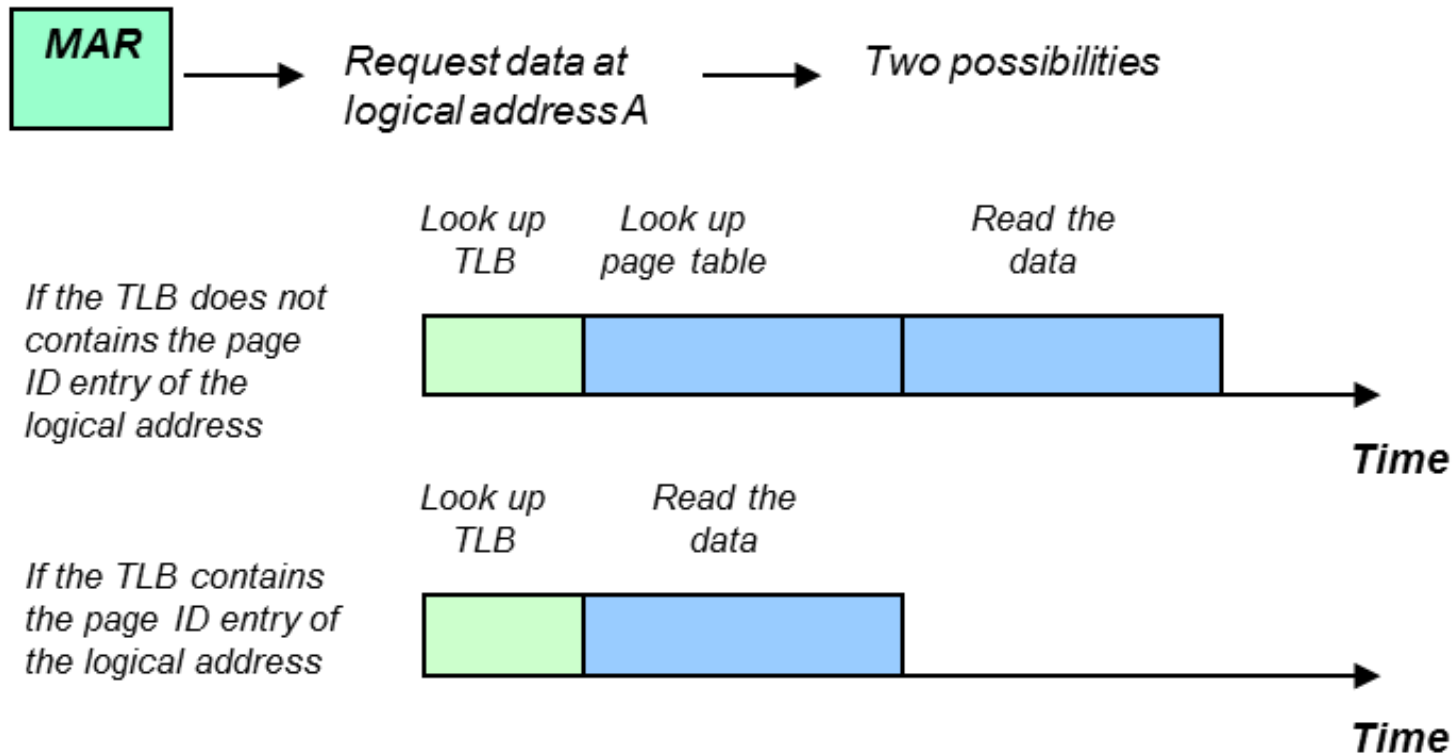 MAR
Request data at
logical address A
Two possibilities
Look up
TLB
Look up
page table
Read the
data
If the TLB does not
contains the page
ID entry of the
logical address
Time
Look up
TLB
Read the
data
If the TLB contains
the page ID entry of
the logical address
Time